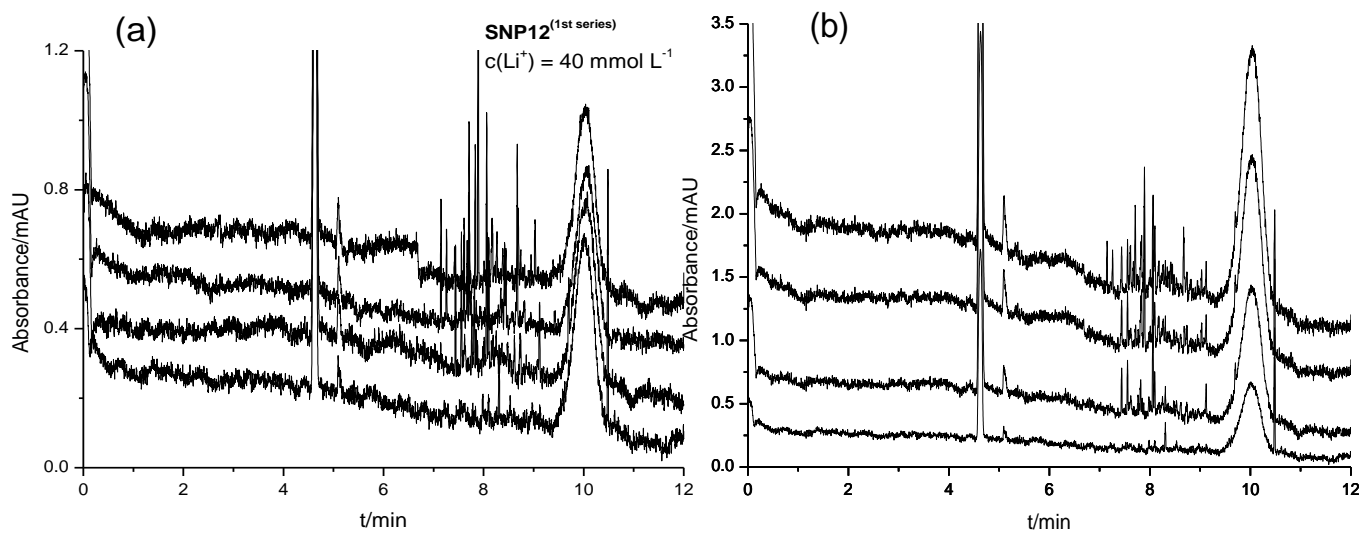 (a)
SNP12(1st series)
c(Li+) = 40 mmol L-1
Absorbance/mAU
1.2
0.8
0.4
0.0
0 2 4 6 8 10 12
t/min
(b)
Absorbance/mAU
3.5
3.0
2.5
2.0
1.5
1.0
0.5
0.0
0 2 4 6 8 10 12
t/min